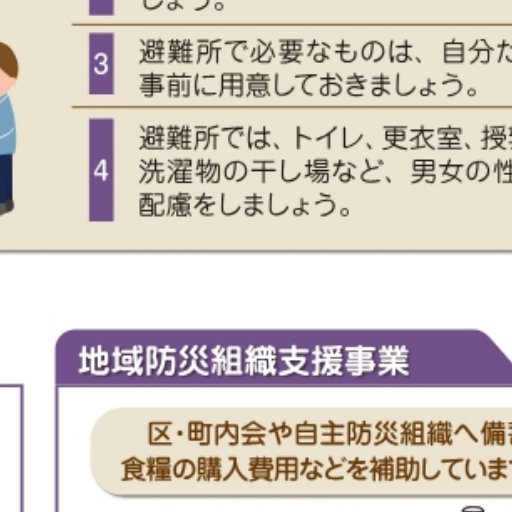 しょう。
3
避難所で必要なものは、自分た
事前に用意しておきましょう。
4
避難所では、トイレ、更衣室、授
洗濯物の干し場など、男女の性
配慮をしましょう。
地域防災組織支援事業
区・町内会や自主防災組織へ備
食糧の購入費用などを補助していま